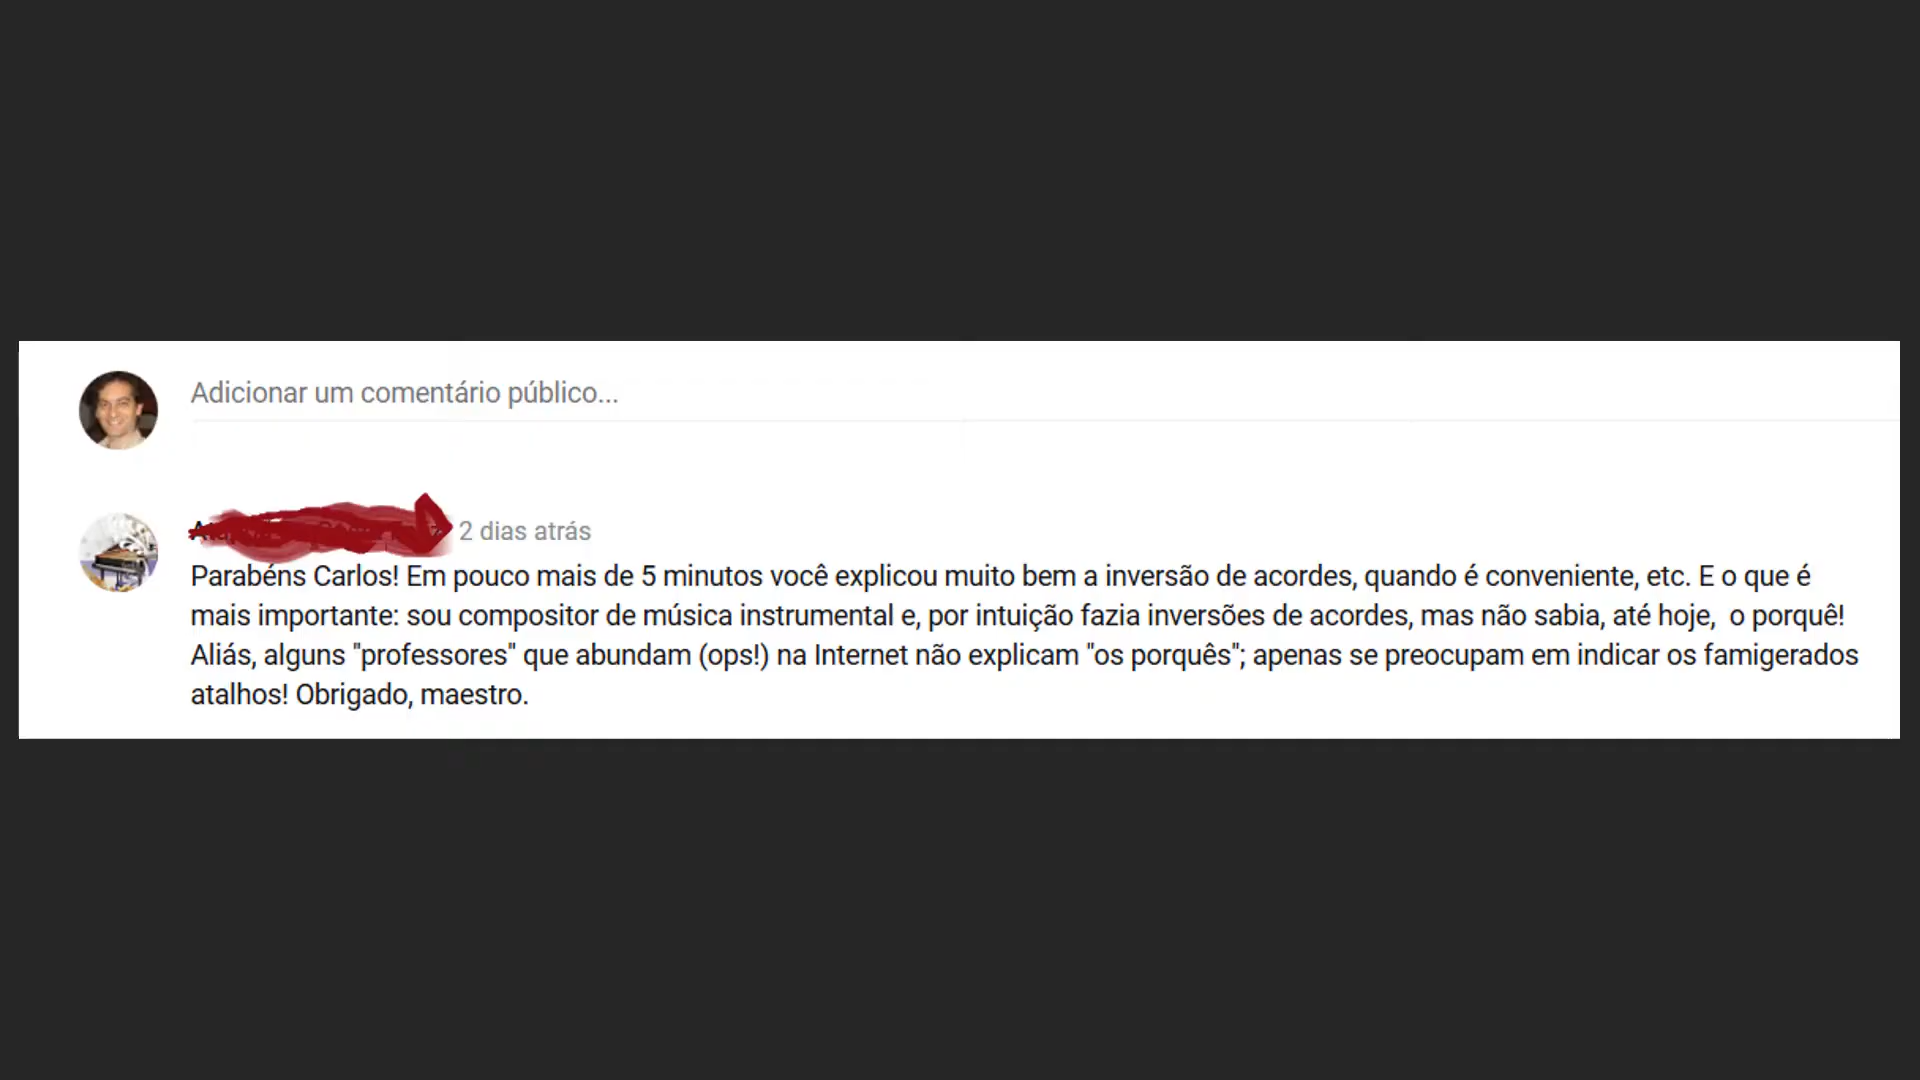 Adicionar um comentário público...
2 dias atrás
Parabéns Carlos! Em pouco mais de 5 minutos você explicou muito bem a inversão de acordes, quando é conveniente, etc. E o que é
mais importante: sou compositor de música instrumental e, por intuição fazia inversões de acordes, mas não sabia, até hoje,  o porquê!
Aliás, alguns "professores" que abundam (ops!) na Internet não explicam "os porquês"; apenas se preocupam em indicar os famigerados
atalhos! Obrigado, maestro.